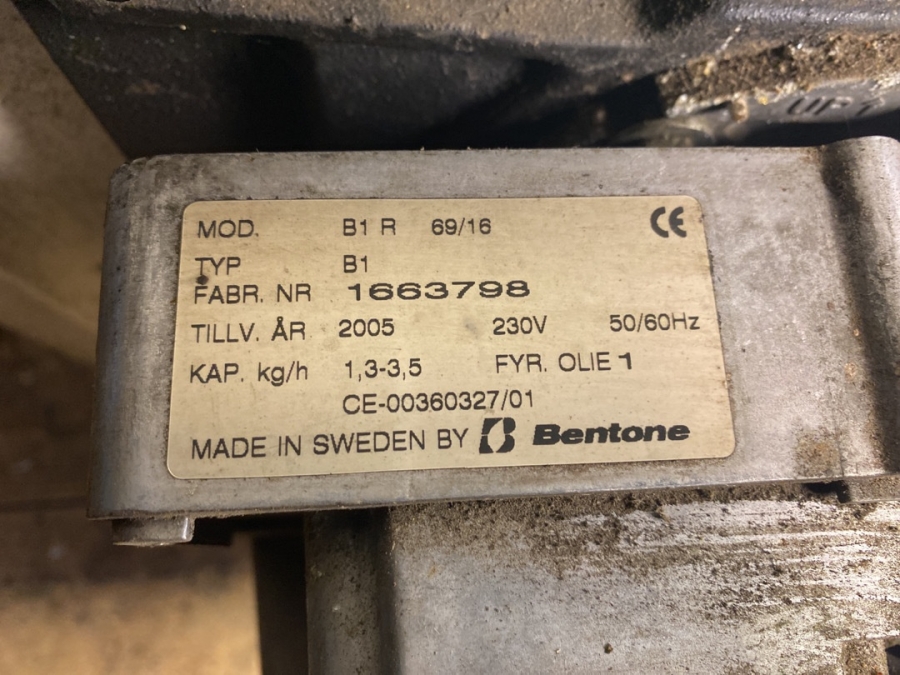 MOD. B1 R 69/16 CE
TYP B1
FABR. NR 1663798
TILLV. ÅR 2005 230V 50/60Hz
KAP. kg/h 1,3-3,5 FYR. OLIE 1
CE-00360327/01
MADE IN SWEDEN BY Bentone